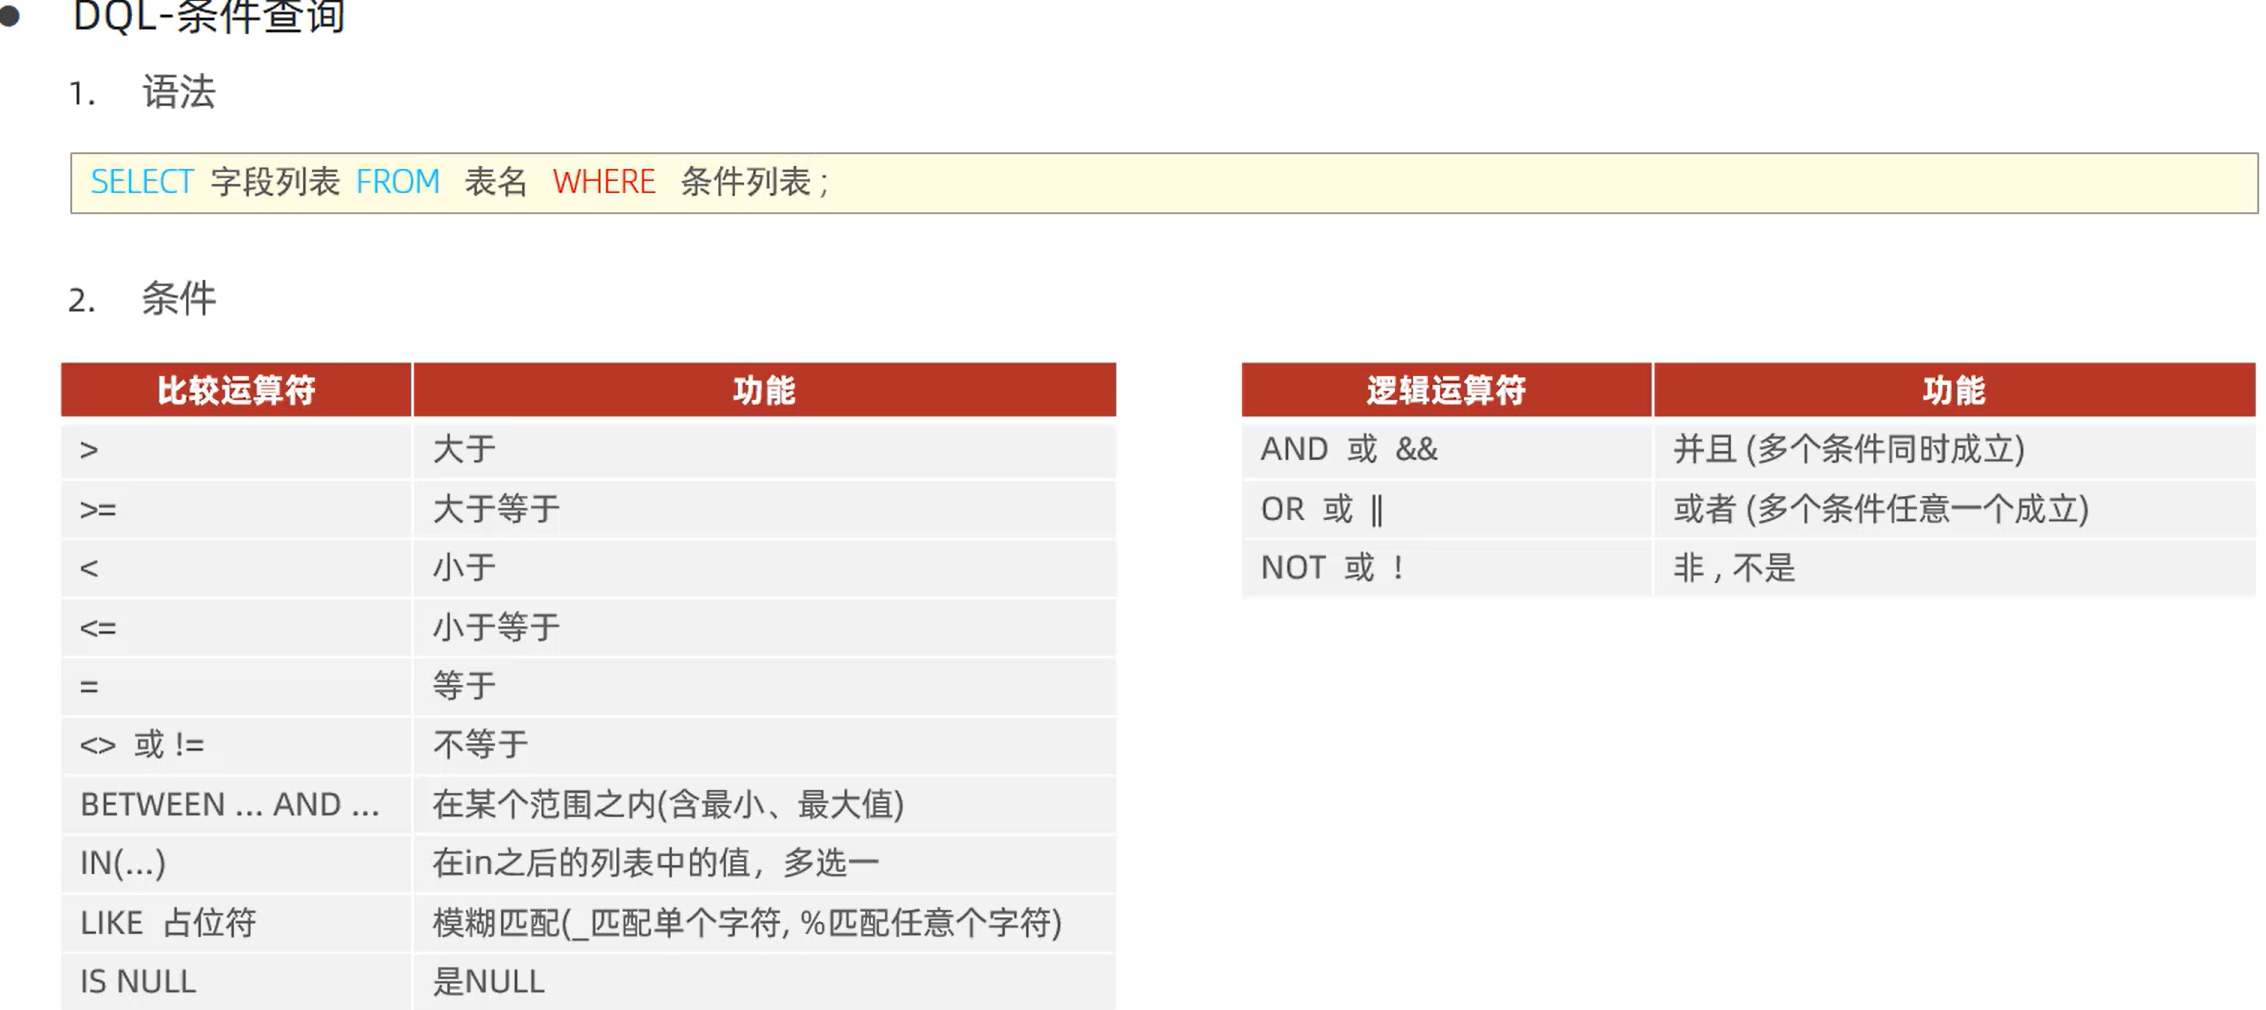 ● DQL-条件查询
1. 语法
SELECT 字段列表 FROM 表名 WHERE 条件列表 ;
2. 条件
比较运算符 功能
> 大于
>= 大于等于
< 小于
<= 小于等于
= 等于
<> 或 != 不等于
BETWEEN ... AND ... 在某个范围之内(含最小、最大值)
IN(...) 在in之后的列表中的值，多选一
LIKE 占位符 模糊匹配(_匹配单个字符, %匹配任意个字符)
IS NULL 是NULL
逻辑运算符 功能
AND 或 && 并且 (多个条件同时成立)
OR 或 || 或者 (多个条件任意一个成立)
NOT 或 ! 非 , 不是